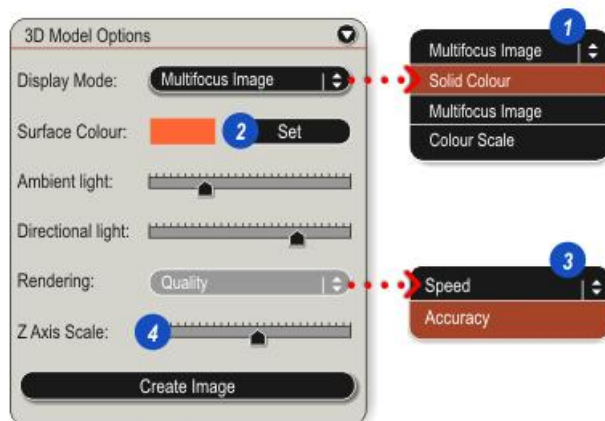 3D Model Options
Display Mode:
Multifocus Image
Surface Colour:
2
Set
Ambient light:
Directional light:
Rendering:
Quality
Z Axis Scale:
4
Create Image
1
Multifocus Image
Solid Colour
Multifocus Image
Colour Scale
3
Speed
Accuracy